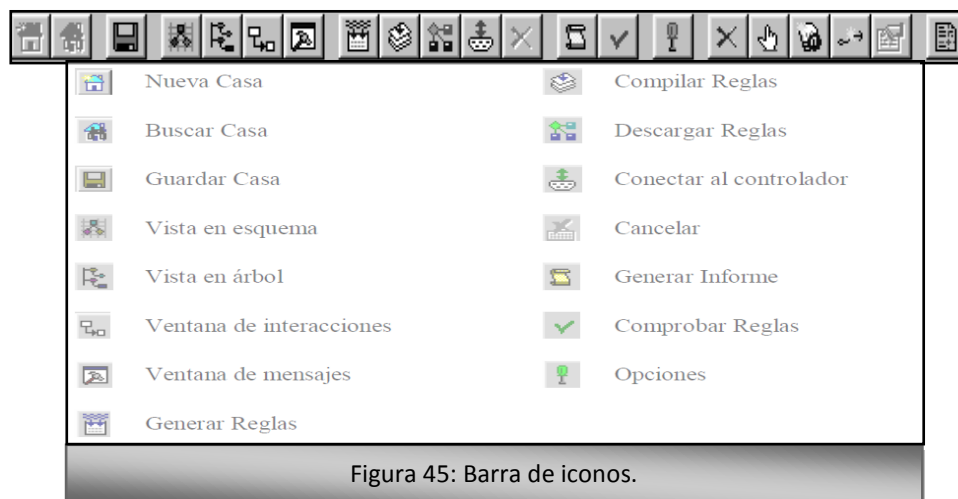 Nueva Casa
Buscar Casa
Guardar Casa
Vista en esquema
Vista en árbol
Ventana de interacciones
Ventana de mensajes
Generar Reglas
Compilar Reglas
Descargar Reglas
Conectar al controlador
Cancelar
Generar Informe
Comprobar Reglas
Opciones
Figura 45: Barra de iconos.